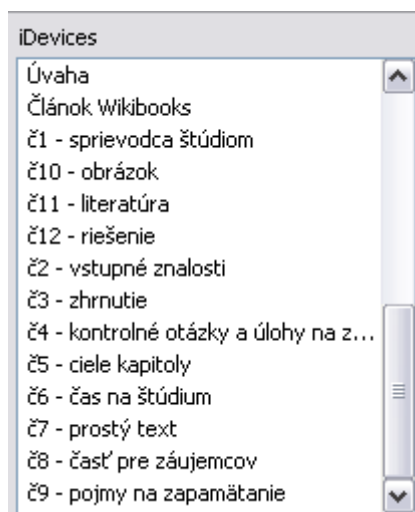 iDevices
Úvaha
Článok Wikibooks
č1 - sprievodca štúdiom
č10 - obrázok
č11 - literatúra
č12 - riešenie
č2 - vstupné znalosti
č3 - zhrnutie
č4 - kontrolné otázky a úlohy na z...
č5 - ciele kapitoly
č6 - čas na štúdium
č7 - prostý text
č8 - časť pre záujemcov
č9 - pojmy na zapamätanie